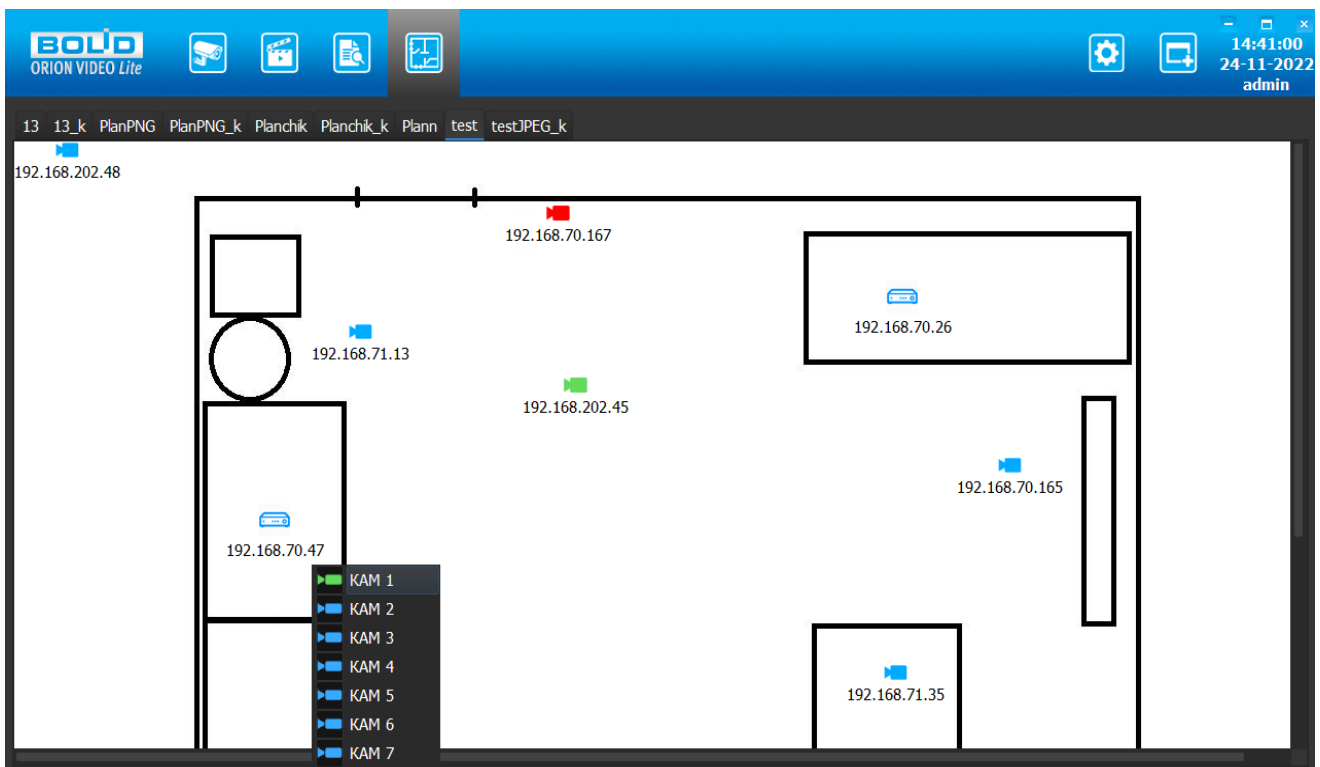 BOLID
ORION VIDEO Lite
14:41:00
24-11-2022
admin
13 13_k PlanPNG PlanPNG_k Planchik Planchik_k Plann test testJPEG_k
192.168.202.48
192.168.70.167
192.168.70.26
192.168.71.13
192.168.202.45
192.168.70.165
192.168.70.47
KAM 1
KAM 2
KAM 3
KAM 4
KAM 5
192.168.71.35
KAM 6
KAM 7